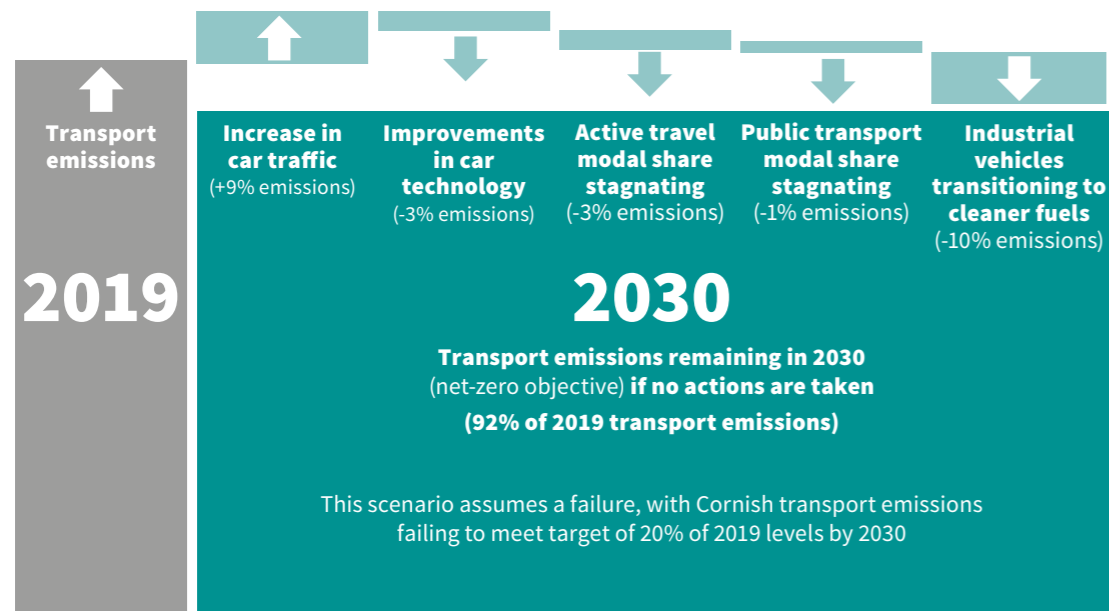 Transport
emissions
2019
Increase in
car traffic
(+9% emissions)
Improvements
in car
technology
(-3% emissions)
Active travel
modal share
stagnating
(-3% emissions)
Public transport
modal share
stagnating
(-1% emissions)
Industrial
vehicles
transitioning to
cleaner fuels
(-10% emissions)
2030
Transport emissions remaining in 2030
(net-zero objective) if no actions are taken
(92% of 2019 transport emissions)
This scenario assumes a failure, with Cornish transport emissions
failing to meet target of 20% of 2019 levels by 2030